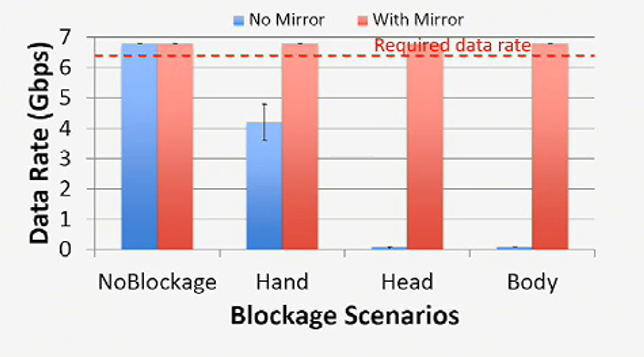 No Mirror With Mirror
Required data rate
7
6
5
4
3
2
1
0
Data Rate (Gbps)
NoBlockage Hand Head Body
Blockage Scenarios